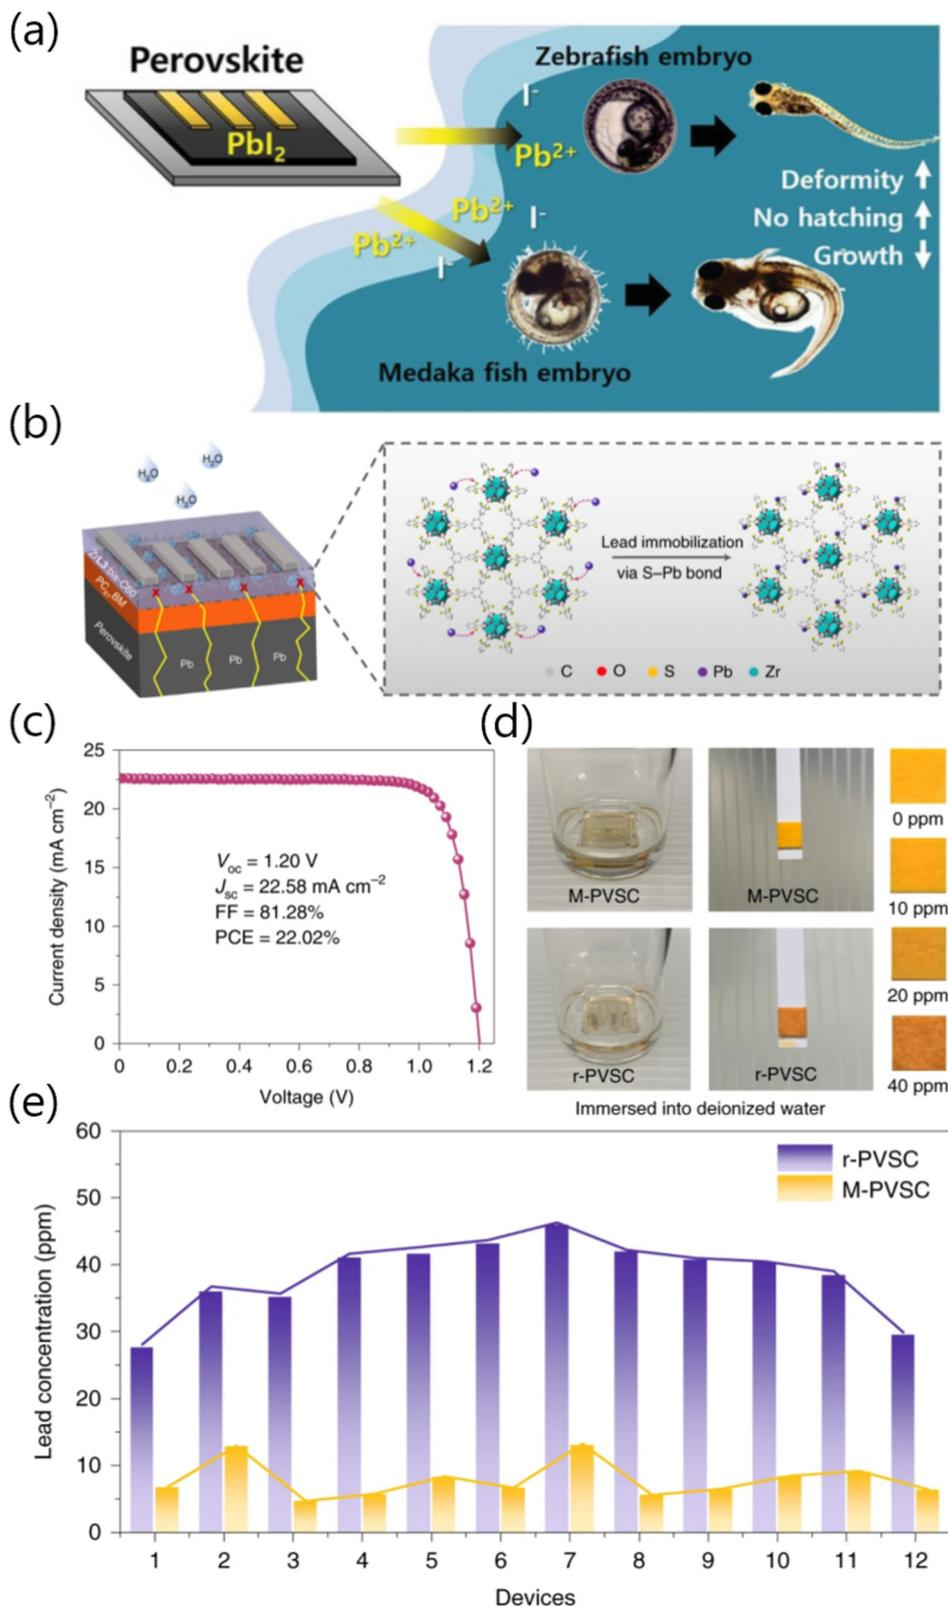 (a)
Perovskite
PbI₂
Zebrafish embryo
I⁻
Pb²⁺
Deformity ↑
No hatching ↑
Growth ↓
Pb²⁺
I⁻
Pb²⁺
I⁻
Medaka fish embryo
(b)
H₂O
H₂O
H₂O
ZrL3:bis-C60
PC₆₁BM
Perovskite
Pb
Pb
Pb
Lead immobilization
via S–Pb bond
C O S Pb Zr
(c)
25
20
15
10
5
0
Current density (mA cm⁻²)
Voc = 1.20 V
Jsc = 22.58 mA cm⁻²
FF = 81.28%
PCE = 22.02%
0 0.2 0.4 0.6 0.8 1.0 1.2
Voltage (V)
(d)
M-PVSC
M-PVSC
r-PVSC
r-PVSC
0 ppm
10 ppm
20 ppm
40 ppm
Immersed into deionized water
(e)
60
50
40
30
20
10
0
Lead concentration (ppm)
r-PVSC
M-PVSC
1 2 3 4 5 6 7 8 9 10 11 12
Devices